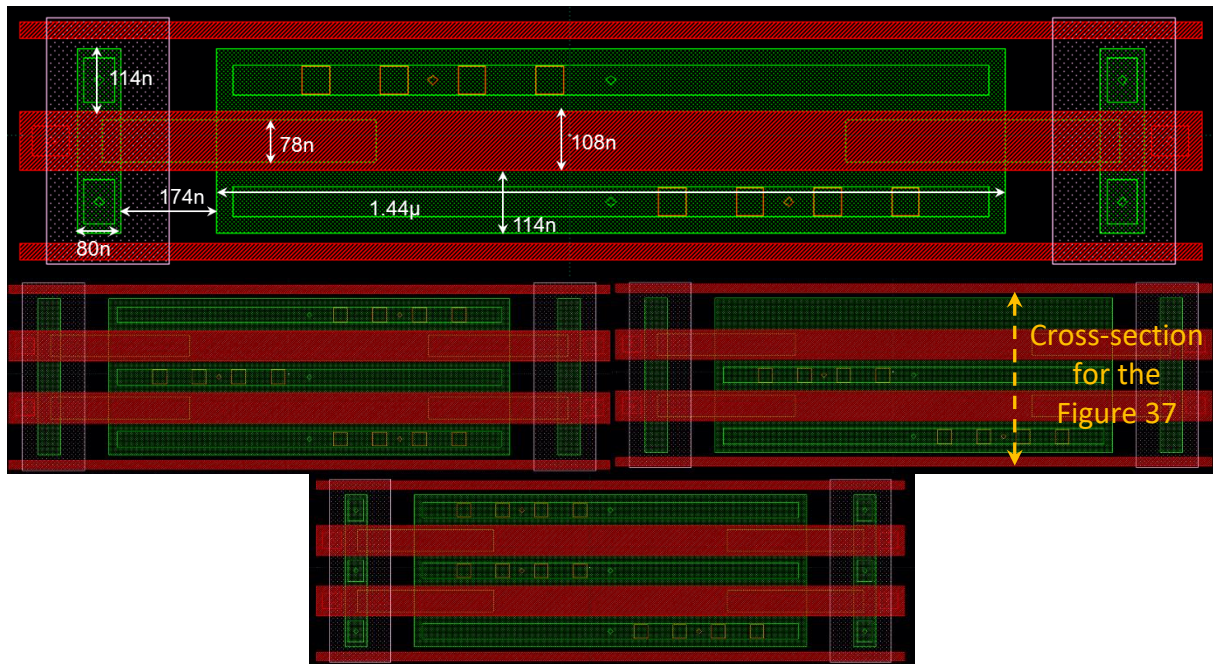 114n
78n
108n
174n
1.44µ
114n
80n
Cross-section
for the
Figure 37